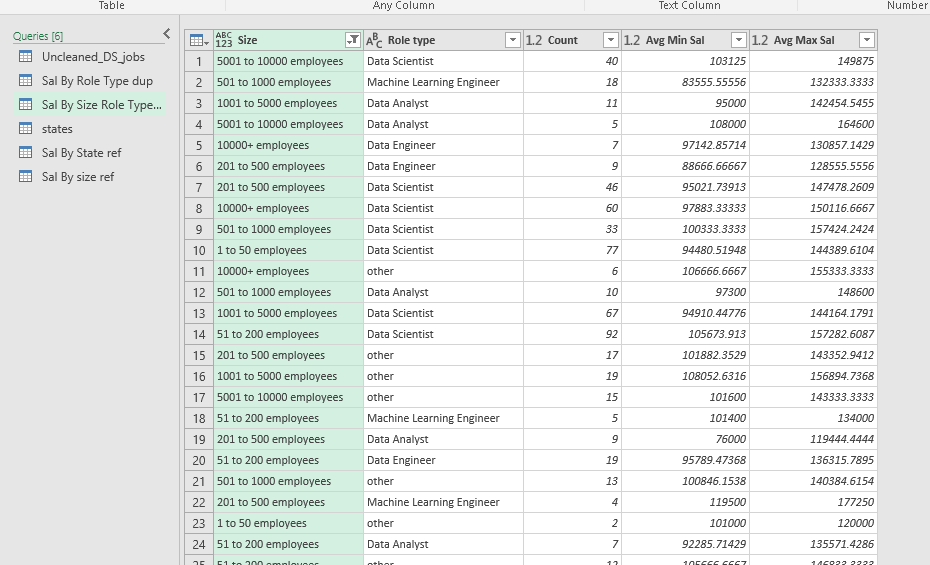 Table Any Column Text Column Number
Queries [6]
Uncleaned_DS_jobs
Sal By Role Type dup
Sal By Size Role Type...
states
Sal By State ref
Sal By size ref
ABC 123 Size ABC Role type 1.2 Count 1.2 Avg Min Sal 1.2 Avg Max Sal
1 5001 to 10000 employees Data Scientist 40 103125 149875
2 501 to 1000 employees Machine Learning Engineer 18 83555.55556 132333.3333
3 1001 to 5000 employees Data Analyst 11 95000 142454.5455
4 5001 to 10000 employees Data Analyst 5 108000 164600
5 10000+ employees Data Engineer 7 97142.85714 130857.1429
6 201 to 500 employees Data Engineer 9 88666.66667 128555.5556
7 201 to 500 employees Data Scientist 46 95021.73913 147478.2609
8 10000+ employees Data Scientist 60 97883.33333 150116.6667
9 501 to 1000 employees Data Scientist 33 100333.3333 157424.2424
10 1 to 50 employees Data Scientist 77 94480.51948 144389.6104
11 10000+ employees other 6 106666.6667 155333.3333
12 501 to 1000 employees Data Analyst 10 97300 148600
13 1001 to 5000 employees Data Scientist 67 94910.44776 144164.1791
14 51 to 200 employees Data Scientist 92 105673.913 157282.6087
15 201 to 500 employees other 17 101882.3529 143352.9412
16 1001 to 5000 employees other 19 108052.6316 156894.7368
17 5001 to 10000 employees other 15 101600 143333.3333
18 51 to 200 employees Machine Learning Engineer 5 101400 134000
19 201 to 500 employees Data Analyst 9 76000 119444.4444
20 51 to 200 employees Data Engineer 19 95789.47368 136315.7895
21 501 to 1000 employees other 13 100846.1538 140384.6154
22 201 to 500 employees Machine Learning Engineer 4 119500 177250
23 1 to 50 employees other 2 101000 120000
24 51 to 200 employees Data Analyst 7 92285.71429 135571.4286
25 51 to 200 employees other 12 105666.6667